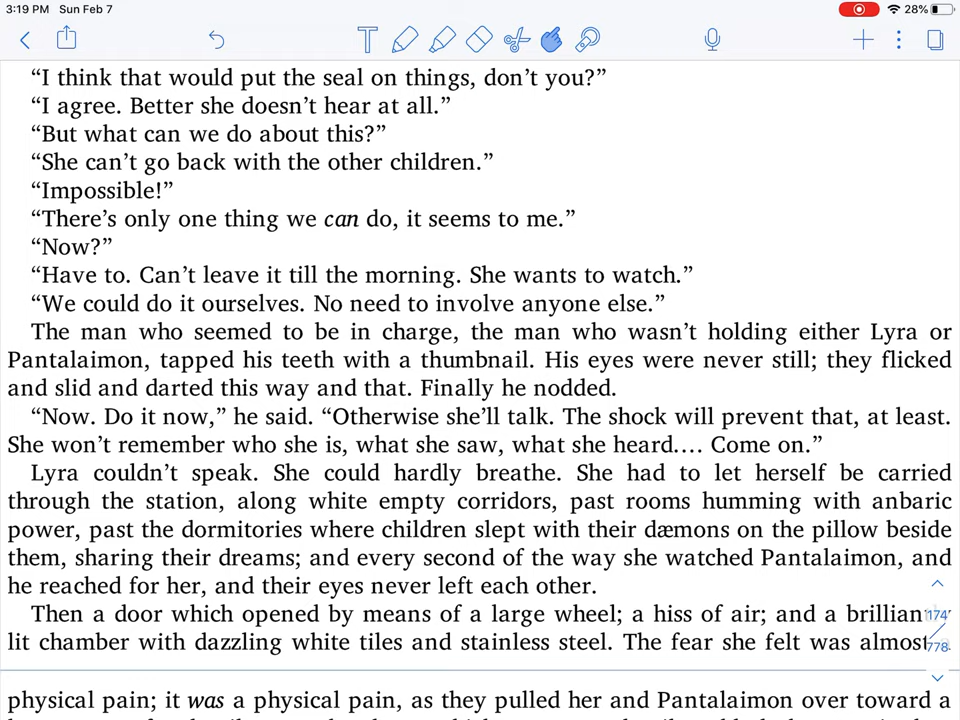 3:19 PM Sun Feb 7
28%
“I think that would put the seal on things, don’t you?”
“I agree. Better she doesn’t hear at all.”
“But what can we do about this?”
“She can’t go back with the other children.”
“Impossible!”
“There’s only one thing we can do, it seems to me.”
“Now?”
“Have to. Can’t leave it till the morning. She wants to watch.”
“We could do it ourselves. No need to involve anyone else.”
The man who seemed to be in charge, the man who wasn’t holding either Lyra or
Pantalaimon, tapped his teeth with a thumbnail. His eyes were never still; they flicked
and slid and darted this way and that. Finally he nodded.
“Now. Do it now,” he said. “Otherwise she’ll talk. The shock will prevent that, at least.
She won’t remember who she is, what she saw, what she heard.... Come on.”
Lyra couldn’t speak. She could hardly breathe. She had to let herself be carried
through the station, along white empty corridors, past rooms humming with anbaric
power, past the dormitories where children slept with their dæmons on the pillow beside
them, sharing their dreams; and every second of the way she watched Pantalaimon, and
he reached for her, and their eyes never left each other.
Then a door which opened by means of a large wheel; a hiss of air; and a brillian
lit chamber with dazzling white tiles and stainless steel. The fear she felt was almost
174
778
physical pain; it was a physical pain, as they pulled her and Pantalaimon over toward a